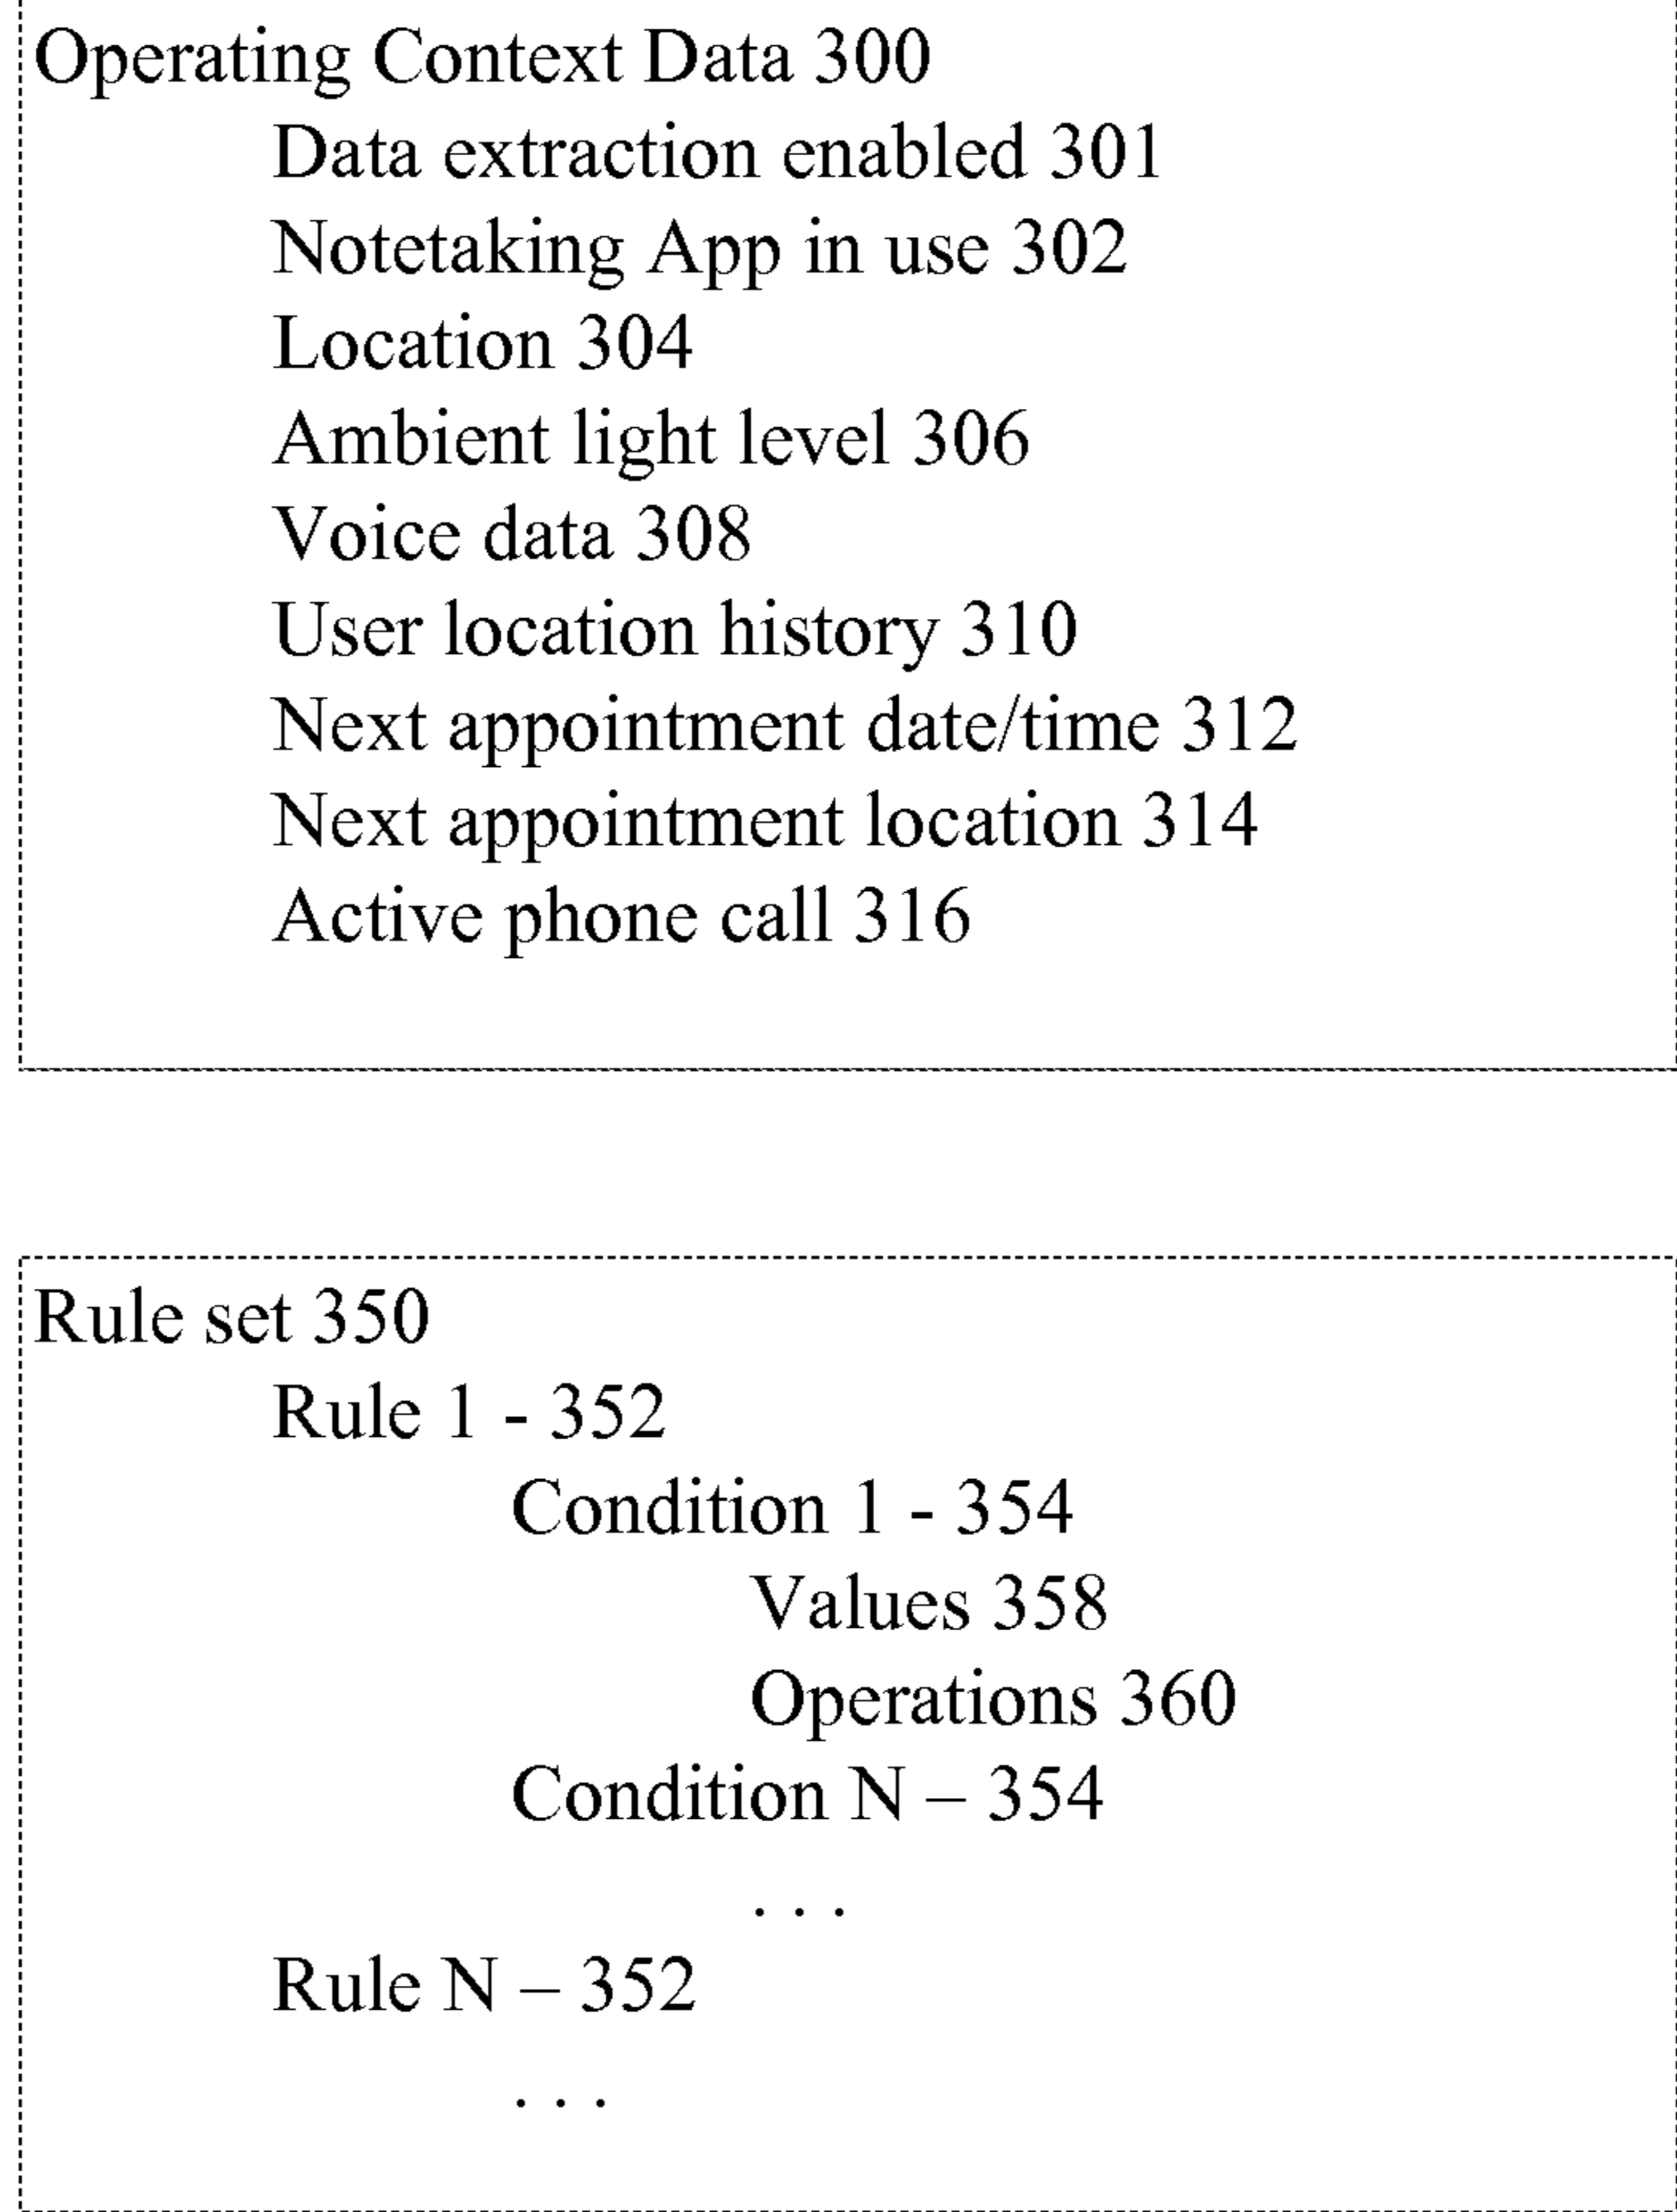 Operating Context Data 300
Data extraction enabled 301
Notetaking App in use 302
Location 304
Ambient light level 306
Voice data 308
User location history 310
Next appointment date/time 312
Next appointment location 314
Active phone call 316
Rule set 350
Rule 1 - 352
Condition 1 - 354
Values 358
Operations 360
Condition N – 354
. . .
Rule N – 352
. . .